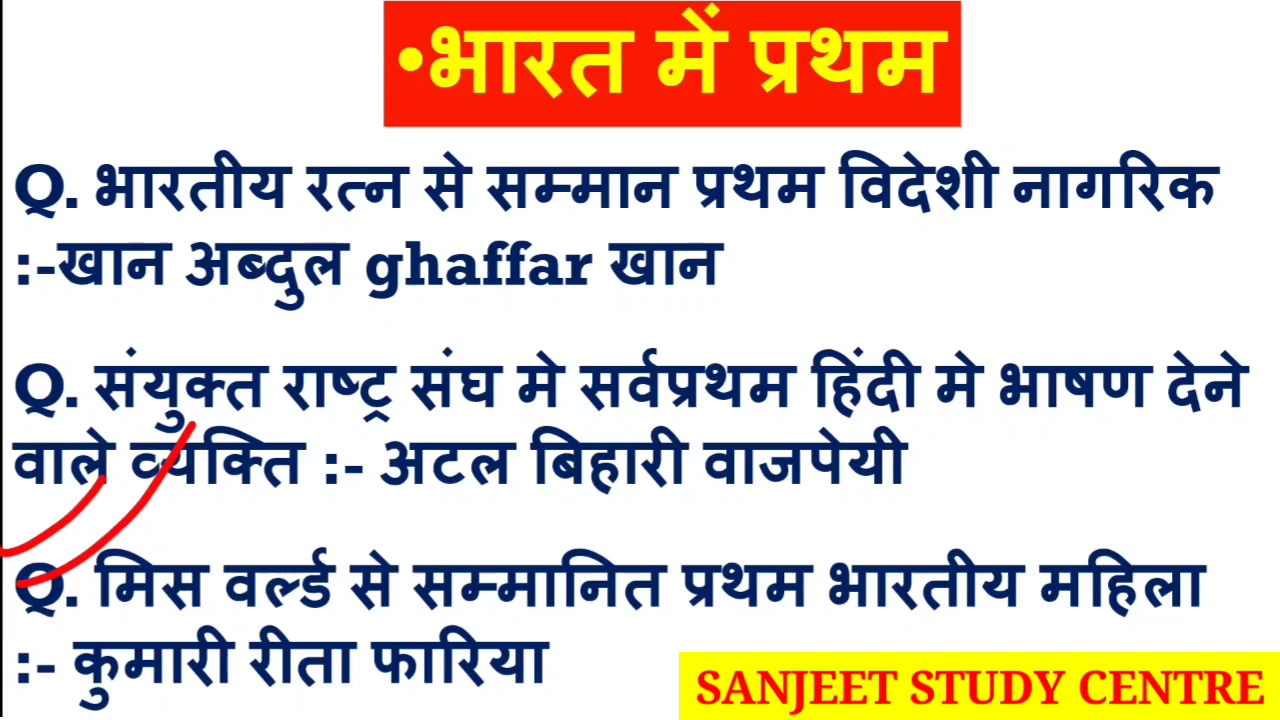 •भारत में प्रथम
Q. भारतीय रत्न से सम्मान प्रथम विदेशी नागरिक
:-खान अब्दुल ghaffar खान
Q. संयुक्त राष्ट्र संघ मे सर्वप्रथम हिंदी मे भाषण देने
वाले व्यक्ति :- अटल बिहारी वाजपेयी
Q. मिस वर्ल्ड से सम्मानित प्रथम भारतीय महिला
:- कुमारी रीता फारिया
SANJEET STUDY CENTRE